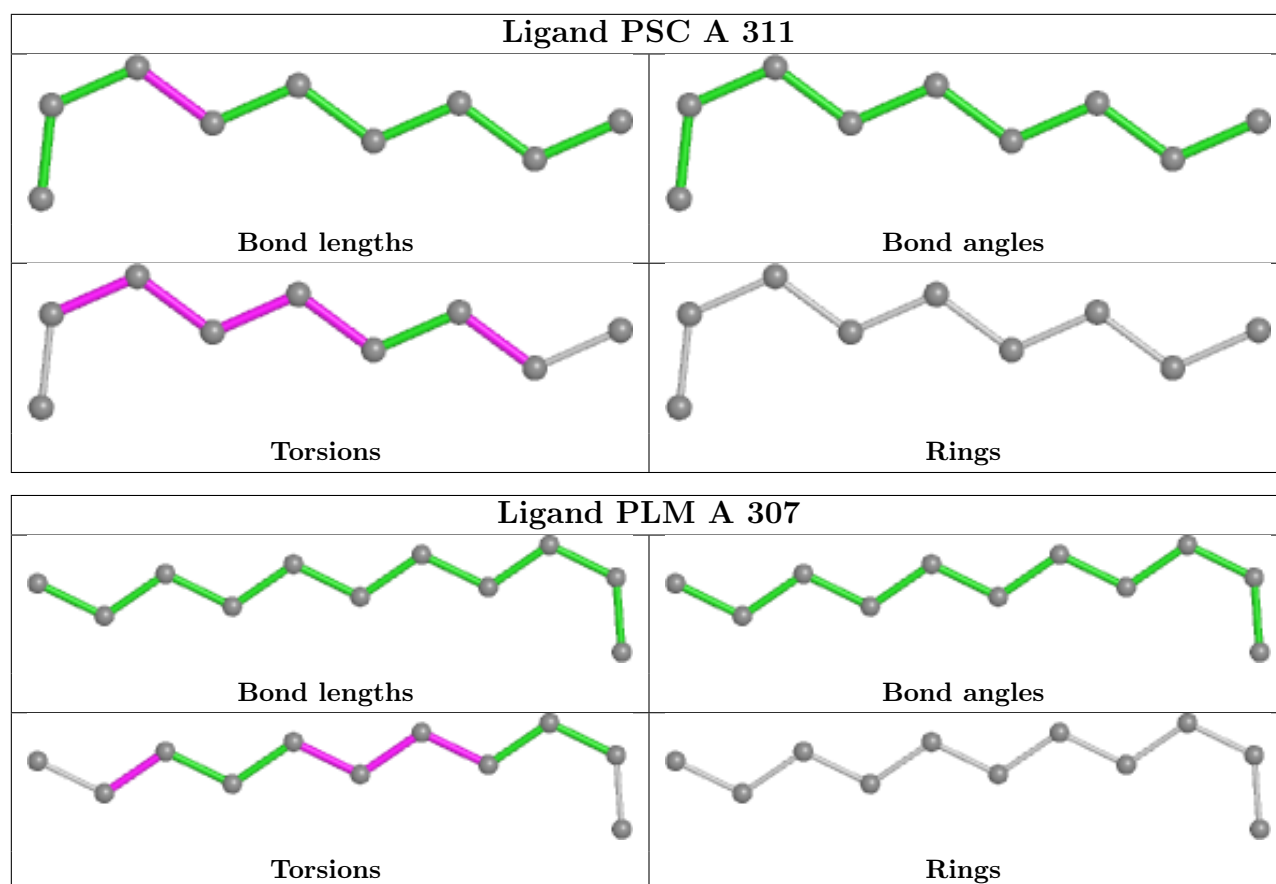 Ligand PSC A 311
Bond lengths
Bond angles
Torsions
Rings
Ligand PLM A 307
Bond lengths
Bond angles
Torsions
Rings